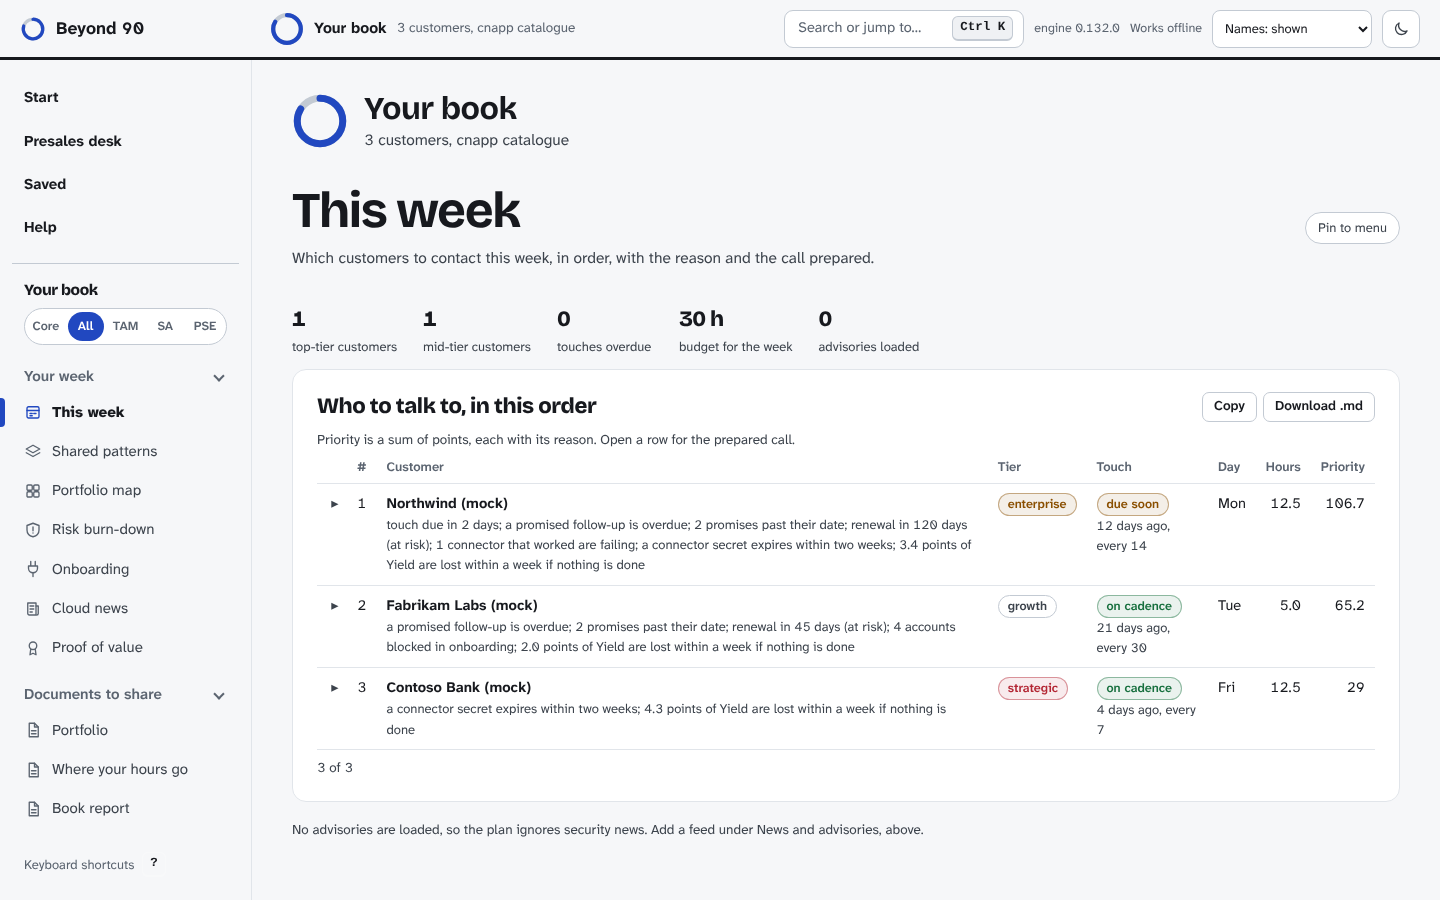 Beyond 90
Your book 3 customers, cnapp catalogue
Search or jump to... Ctrl K
engine 0.132.0 Works offline
Names: shown
Start
Presales desk
Saved
Help
Your book
Core All TAM SA PSE
Your week
This week
Shared patterns
Portfolio map
Risk burn-down
Onboarding
Cloud news
Proof of value
Documents to share
Portfolio
Where your hours go
Book report
Keyboard shortcuts ?
Your book
3 customers, cnapp catalogue
This week
Pin to menu
Which customers to contact this week, in order, with the reason and the call prepared.
1 1 0 30 h 0
top-tier customers mid-tier customers touches overdue budget for the week advisories loaded
Who to talk to, in this order
Copy Download .md
Priority is a sum of points, each with its reason. Open a row for the prepared call.
# Customer Tier Touch Day Hours Priority
1 Northwind (mock) enterprise due soon Mon 12.5 106.7
touch due in 2 days; a promised follow-up is overdue; 2 promises past their date; renewal in 120 days 12 days ago,
(at risk); 1 connector that worked are failing; a connector secret expires within two weeks; 3.4 points of every 14
Yield are lost within a week if nothing is done
2 Fabrikam Labs (mock) growth on cadence Tue 5.0 65.2
a promised follow-up is overdue; 2 promises past their date; renewal in 45 days (at risk); 4 accounts 21 days ago,
blocked in onboarding; 2.0 points of Yield are lost within a week if nothing is done every 30
3 Contoso Bank (mock) strategic on cadence Fri 12.5 29
a connector secret expires within two weeks; 4.3 points of Yield are lost within a week if nothing is 4 days ago, every
done 7
3 of 3
No advisories are loaded, so the plan ignores security news. Add a feed under News and advisories, above.